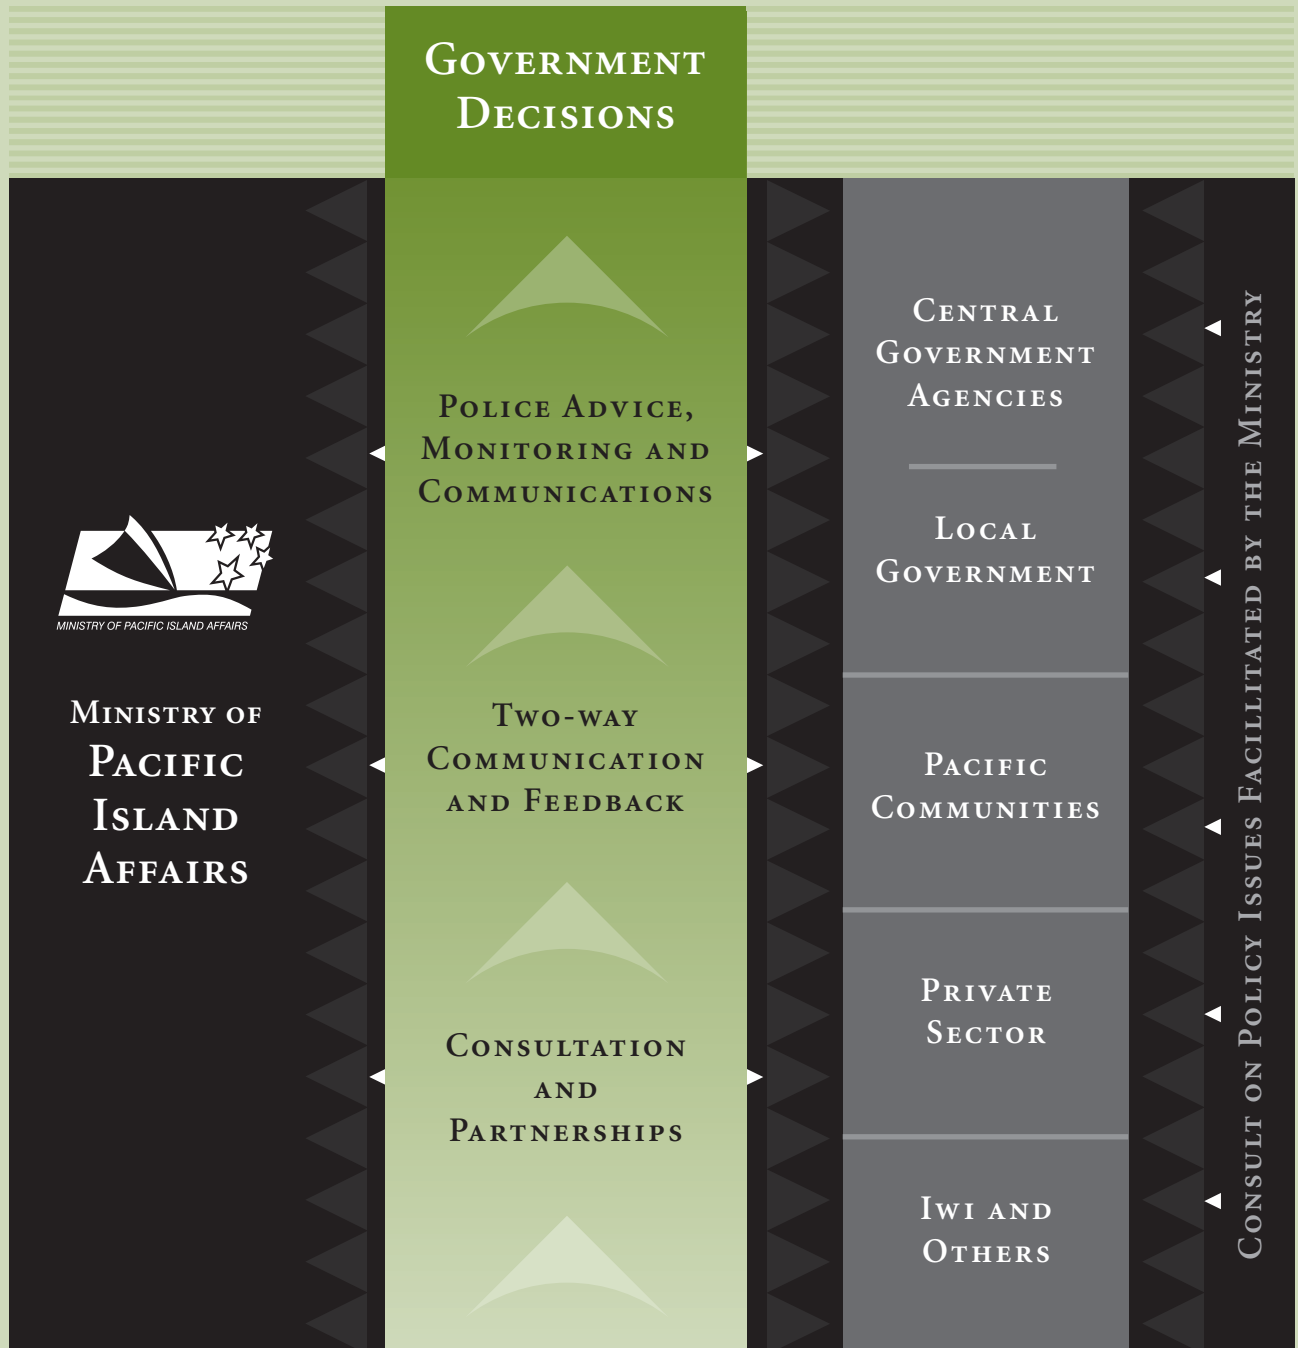 Government
Decisions
Police Advice,
Monitoring and
Communications
Two-way
Communication
and Feedback
Consultation
and
Partnerships
MINISTRY OF PACIFIC ISLAND AFFAIRS
Ministry of
Pacific
Island
Affairs
Central
Government
Agencies
Local
Government
Pacific
Communities
Private
Sector
Iwi and
Others
Consult on Policy Issues Facillitated by the Ministry